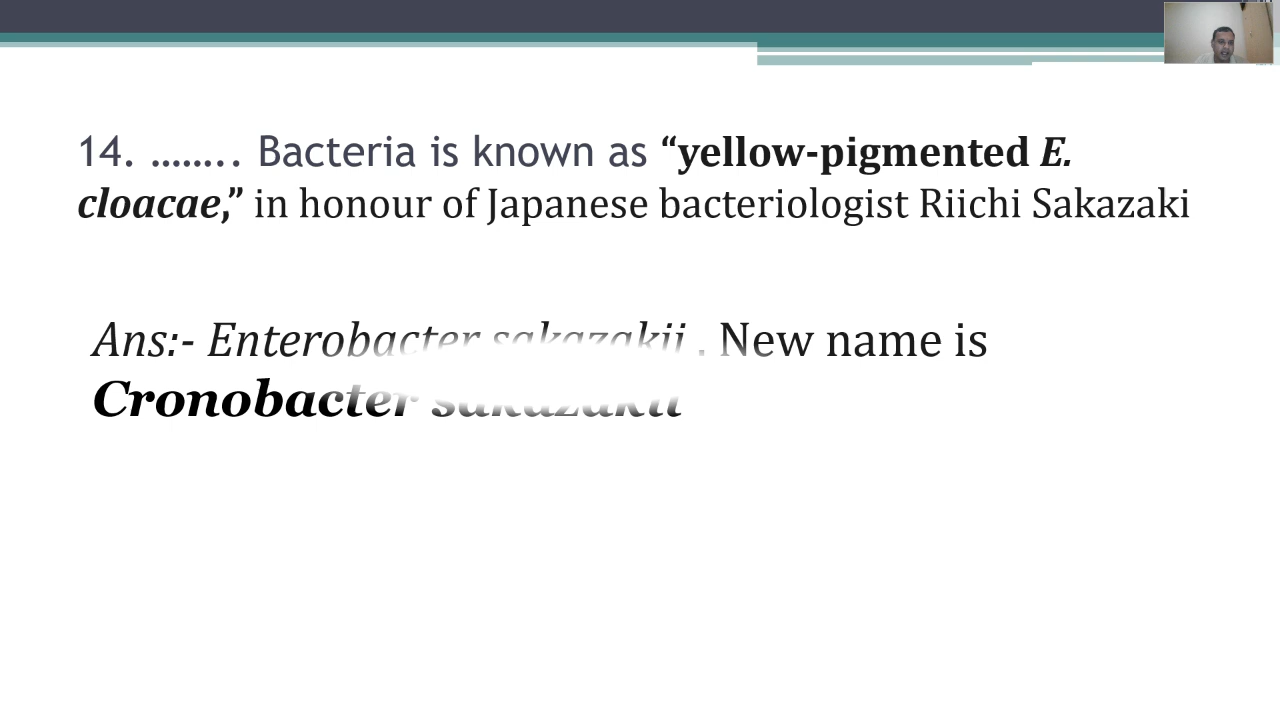 14. …….. Bacteria is known as “yellow-pigmented E.
cloacae,” in honour of Japanese bacteriologist Riichi Sakazaki
Ans:- Enterobacter sakazakii . New name is
Cronobacter sakazakii